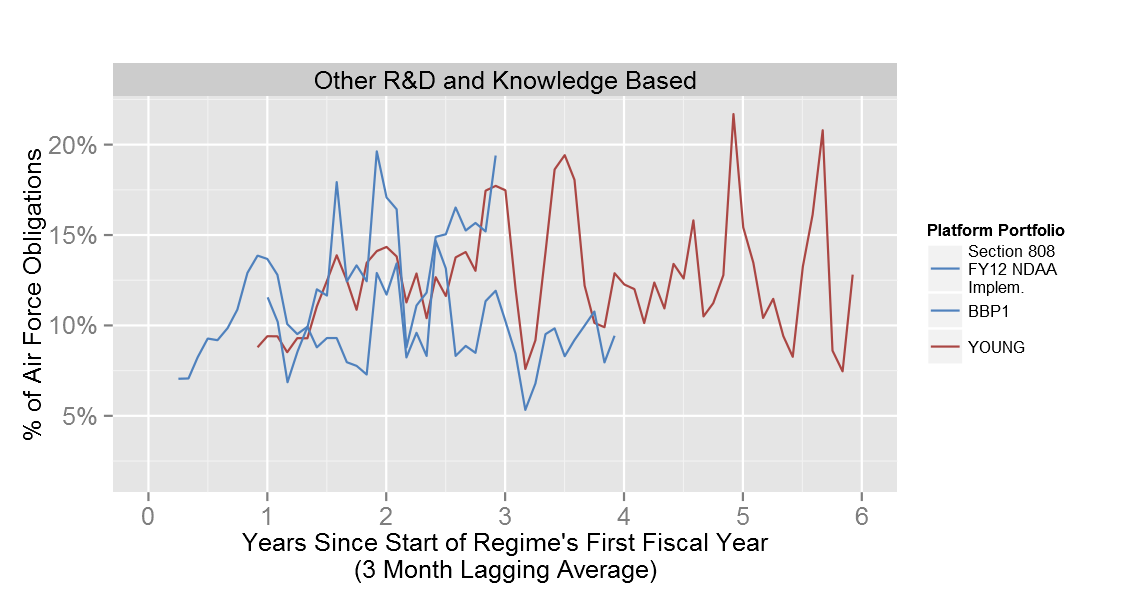 Other R&D and Knowledge Based
% of Air Force Obligations
20%
15%
10%
5%
0 1 2 3 4 5 6
Years Since Start of Regime's First Fiscal Year
(3 Month Lagging Average)
Platform Portfolio
Section 808
FY12 NDAA
Implem.
BBP1
YOUNG